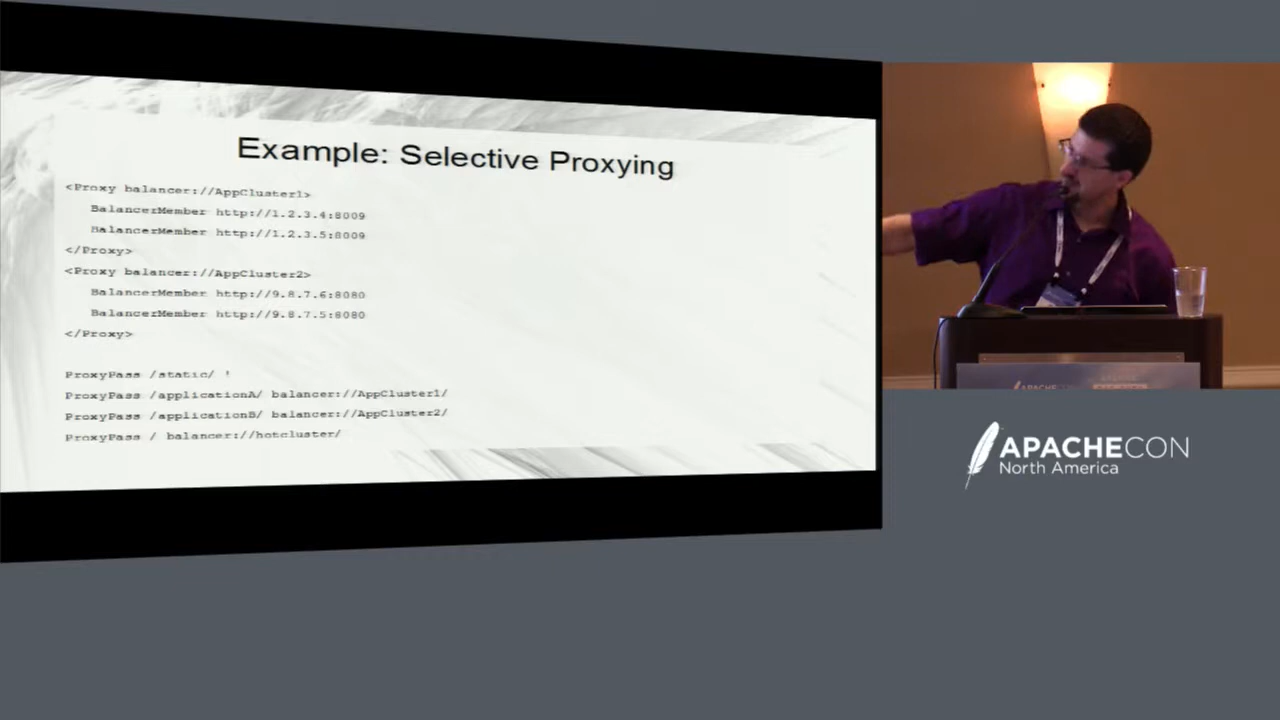 Example: Selective Proxying
<Proxy balancer://AppCluster1>
BalancerMember http://1.2.3.4:8009
BalancerMember http://1.2.3.5:8009
</Proxy>
<Proxy balancer://AppCluster2>
BalancerMember http://9.8.7.6:8080
BalancerMember http://9.8.7.5:8080
</Proxy>
ProxyPass /static/ !
ProxyPass /applicationA/ balancer://AppCluster1/
ProxyPass /applicationB/ balancer://AppCluster2/
ProxyPass / balancer://hotcluster/
APACHECON
North America